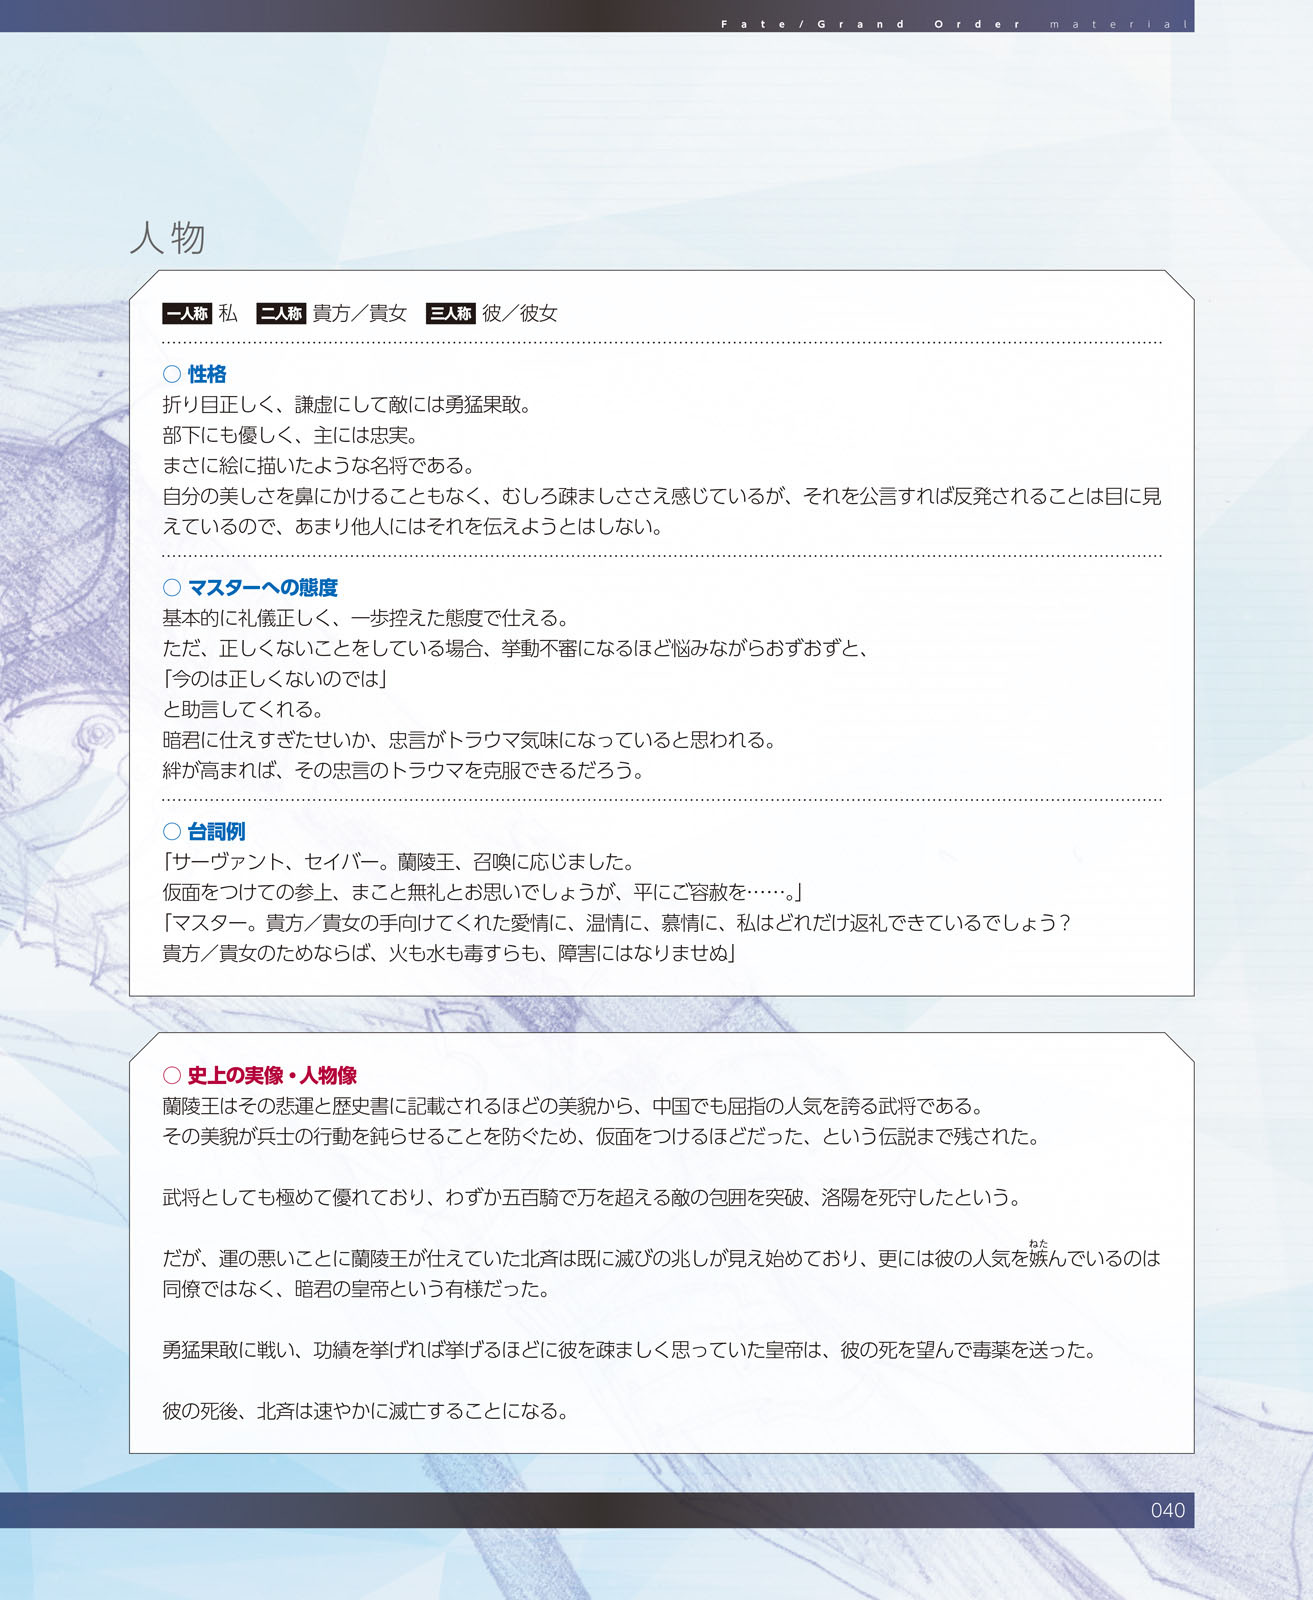 Fate/Grand Order material
人物
一人称 私 二人称 貴方／貴女 三人称 彼／彼女
○ 性格
折り目正しく、謙虚にして敵には勇猛果敢。
部下にも優しく、主には忠実。
まさに絵に描いたような名将である。
自分の美しさを鼻にかけることもなく、むしろ疎ましささえ感じているが、それを公言すれば反発されることは目に見
えているので、あまり他人にはそれを伝えようとはしない。
○ マスターへの態度
基本的に礼儀正しく、一歩控えた態度で仕える。
ただ、正しくないことをしている場合、挙動不審になるほど悩みながらおずおずと、
「今のは正しくないのでは」
と助言してくれる。
暗君に仕えすぎたせいか、忠言がトラウマ気味になっていると思われる。
絆が高まれば、その忠言のトラウマを克服できるだろう。
○ 台詞例
「サーヴァント、セイバー。蘭陵王、召喚に応じました。
仮面をつけての参上、まこと無礼とお思いでしょうが、平にご容赦を……。」
「マスター。貴方／貴女の手向けてくれた愛情に、温情に、慕情に、私はどれだけ返礼できているでしょう？
貴方／貴女のためならば、火も水も毒すらも、障害にはなりませぬ」
○ 史上の実像・人物像
蘭陵王はその悲運と歴史書に記載されるほどの美貌から、中国でも屈指の人気を誇る武将である。
その美貌が兵士の行動を鈍らせることを防ぐため、仮面をつけるほどだった、という伝説まで残された。
武将としても極めて優れており、わずか五百騎で万を超える敵の包囲を突破、洛陽を死守したという。
ねた
だが、運の悪いことに蘭陵王が仕えていた北斉は既に滅びの兆しが見え始めており、更には彼の人気を嫉んでいるのは
同僚ではなく、暗君の皇帝という有様だった。
勇猛果敢に戦い、功績を挙げれば挙げるほどに彼を疎ましく思っていた皇帝は、彼の死を望んで毒薬を送った。
彼の死後、北斉は速やかに滅亡することになる。
040